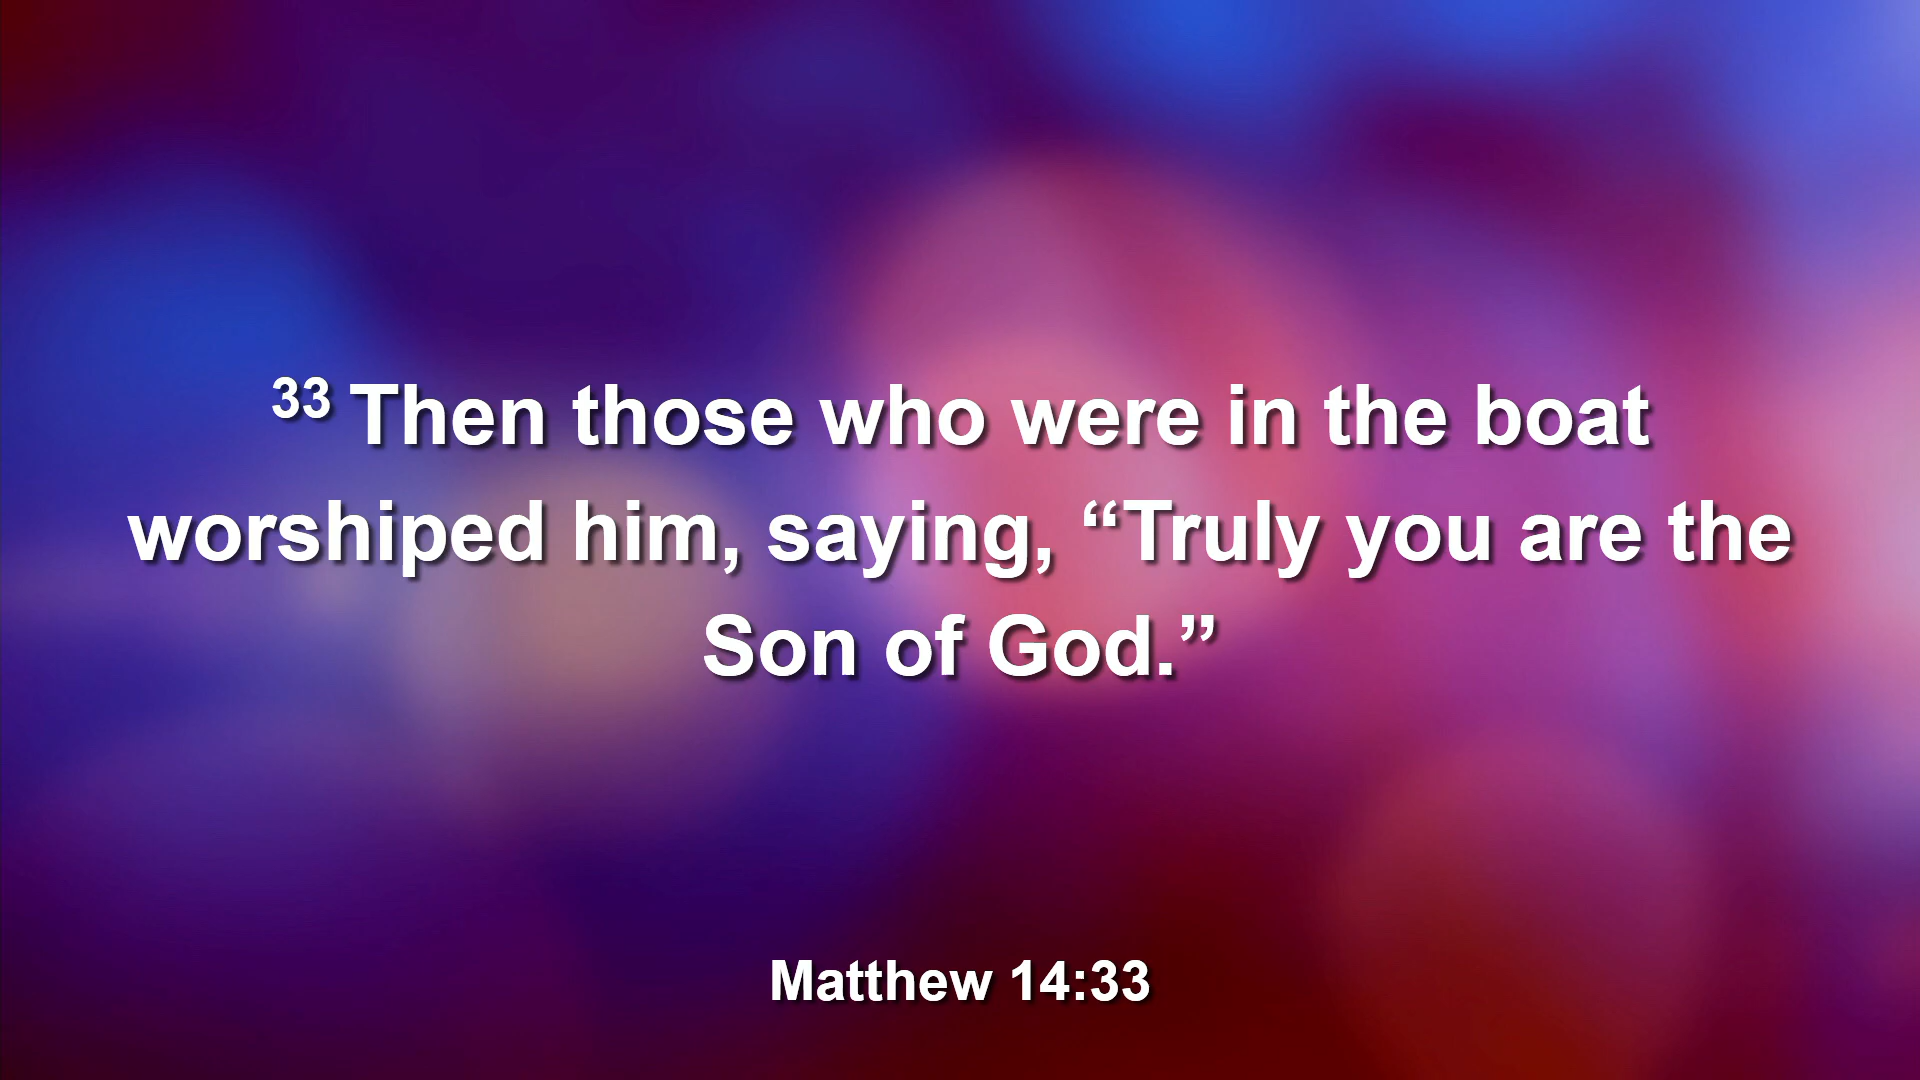 33 Then those who were in the boat
worshiped him, saying, “Truly you are the
Son of God.”
Matthew 14:33